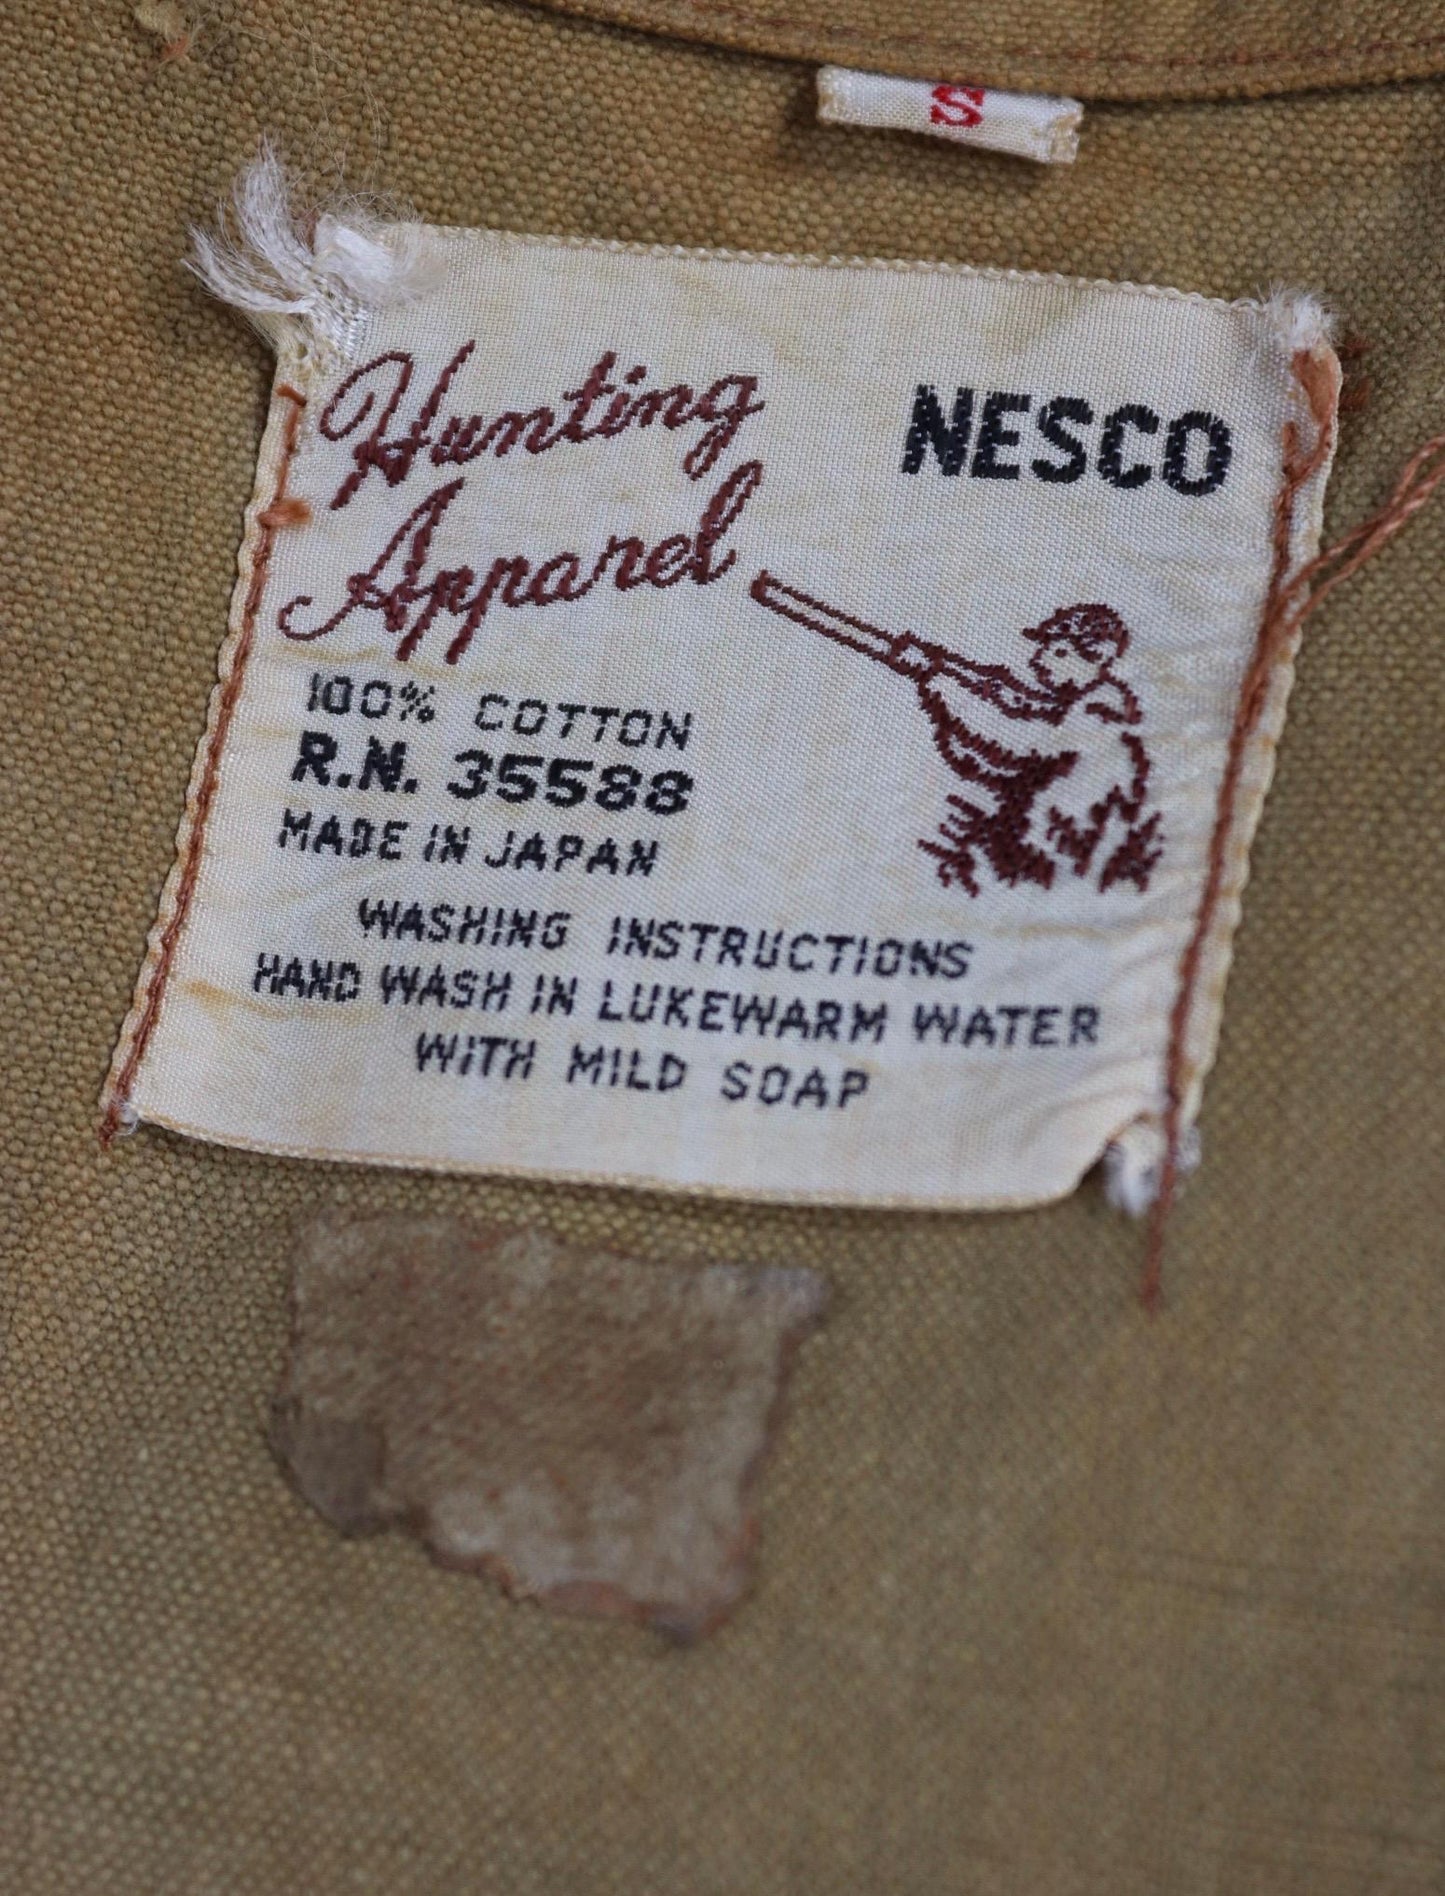 S
Hunting
Apparel
NESCO
100% COTTON
R.N. 35588
MADE IN JAPAN
WASHING INSTRUCTIONS
HAND WASH IN LUKEWARM WATER
WITH MILD SOAP